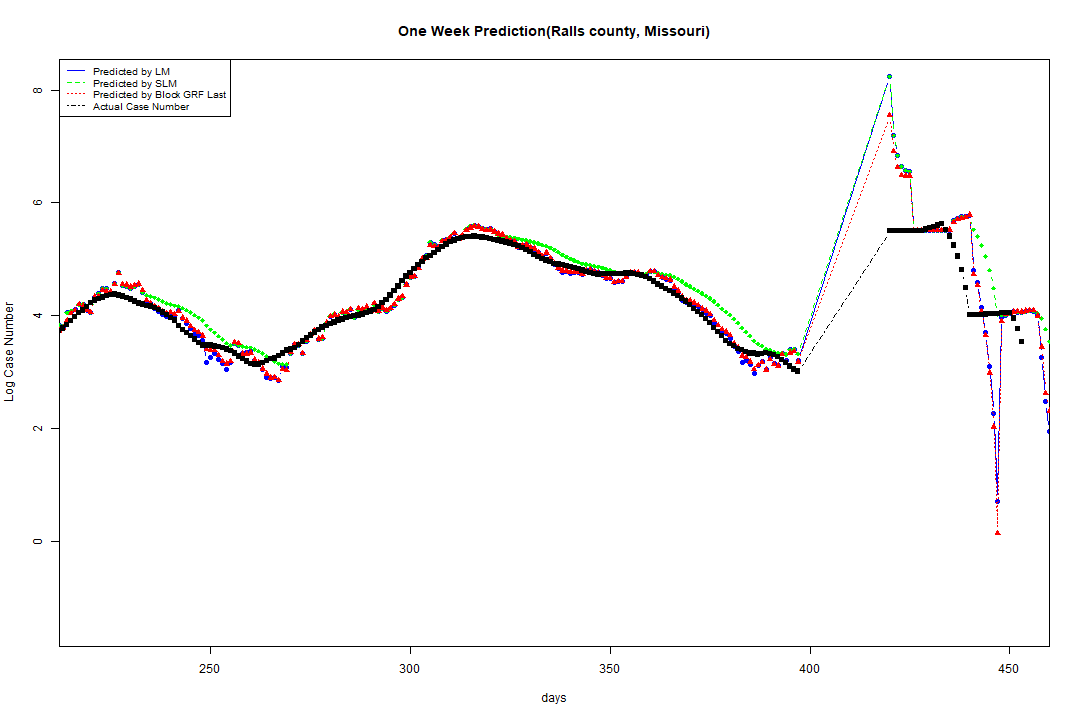 One Week Prediction(Ralls county, Missouri)
Predicted by LM
Predicted by SLM
Predicted by Block GRF Last
Actual Case Number
Log Case Number
8
6
4
2
0
250
300
350
400
450
days